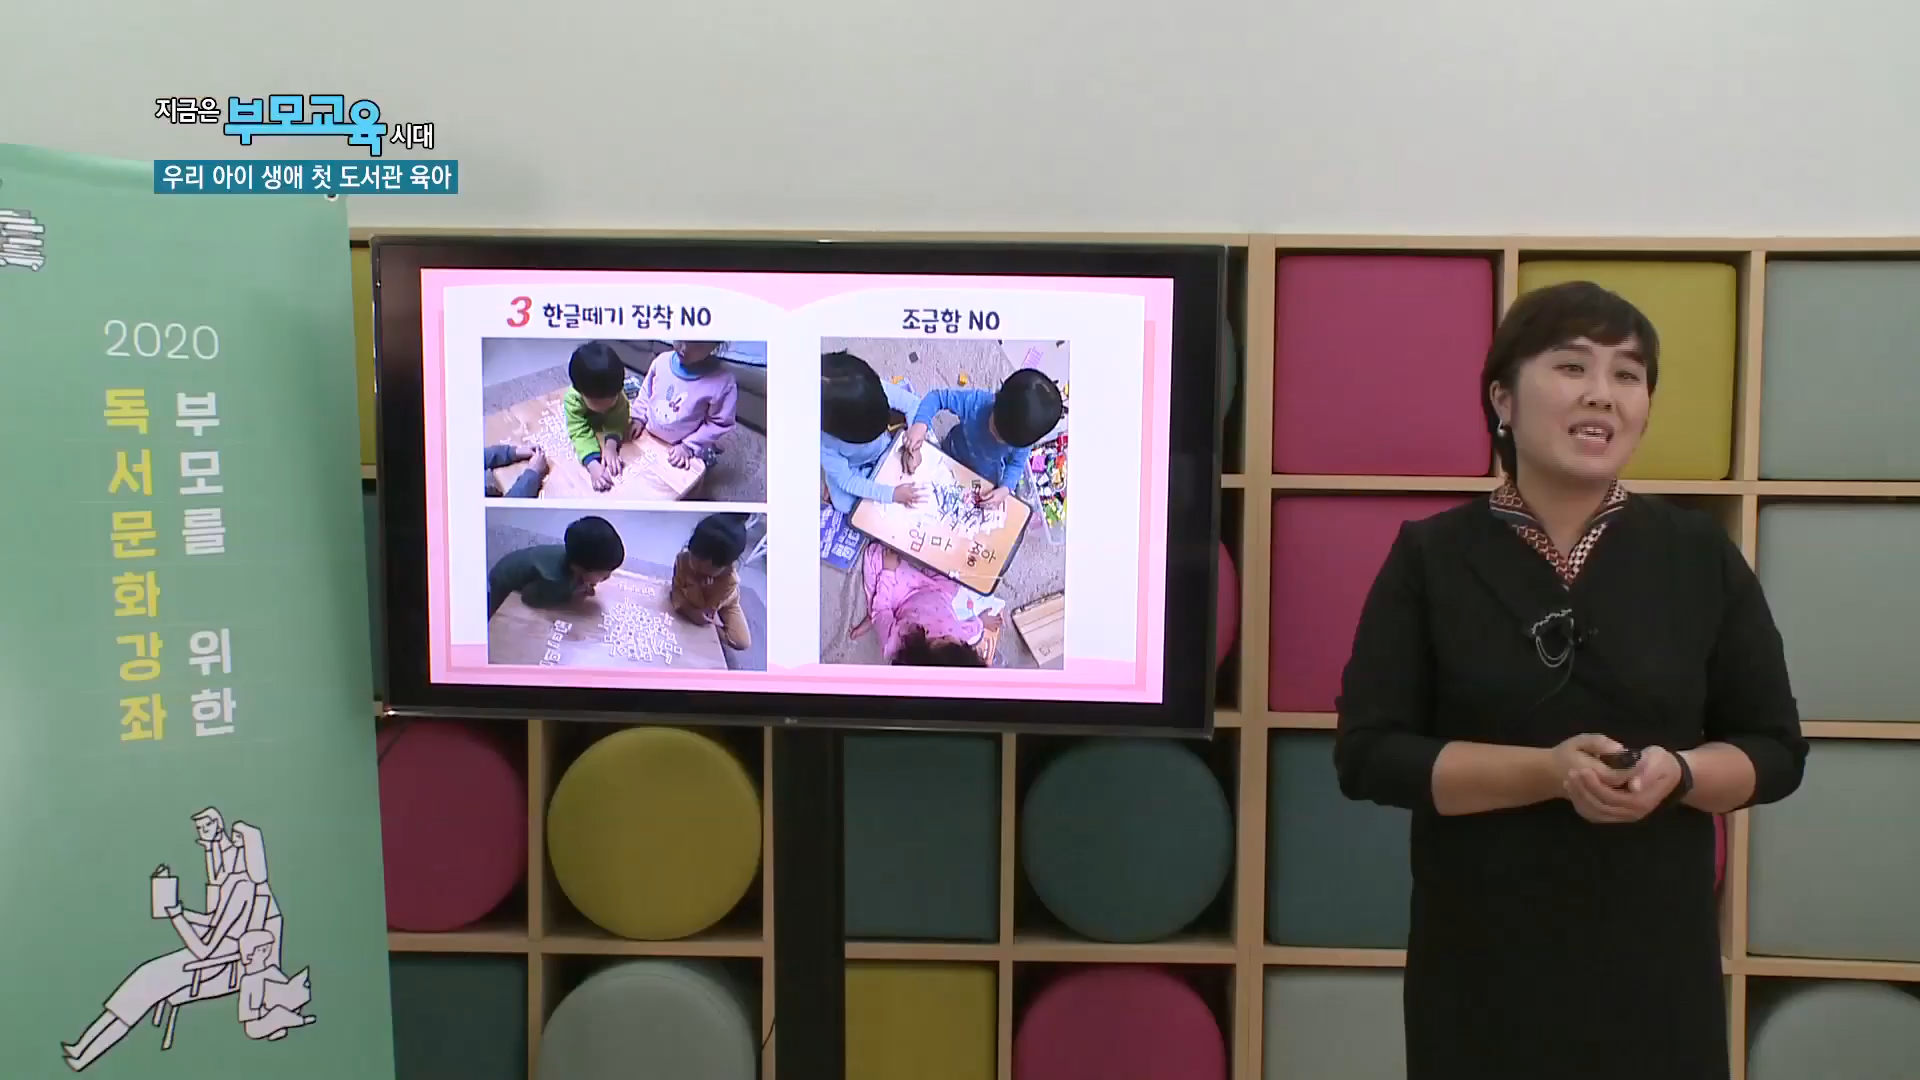 지금은 부모교육 시대
우리 아이 생애 첫 도서관 육아
2020
부모를 위한
독서문화강좌
3 한글떼기 집착 NO
조급함 NO
엄마 좋아
LG